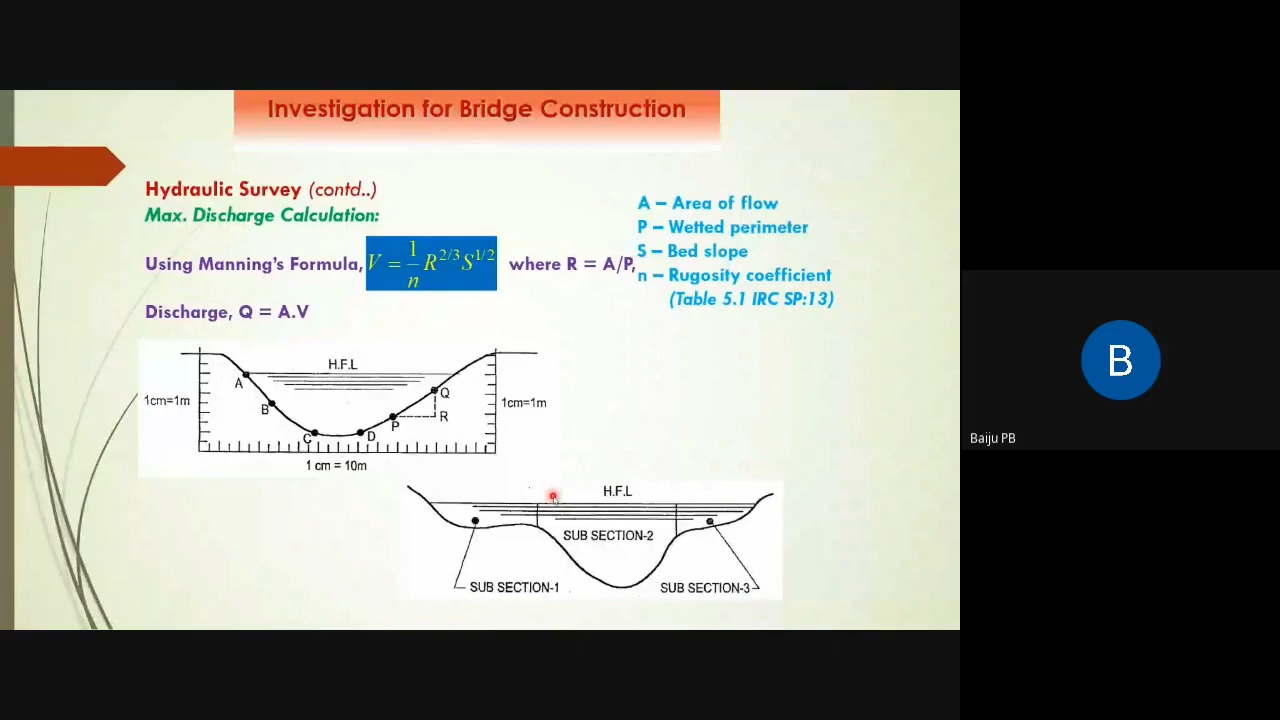 Investigation for Bridge Construction
Hydraulic Survey (contd..)
Max. Discharge Calculation:
Using Manning's Formula, V = 1/n R^2/3 S^1/2 where R = A/P,
Discharge, Q = A.V
A – Area of flow
P – Wetted perimeter
S – Bed slope
n – Rugosity coefficient
(Table 5.1 IRC SP:13)
H.F.L
A
B
C
D
P
Q
R
1cm=1m
1cm=1m
1 cm = 10m
H.F.L
SUB SECTION-2
SUB SECTION-1
SUB SECTION-3
B
Baiju PB